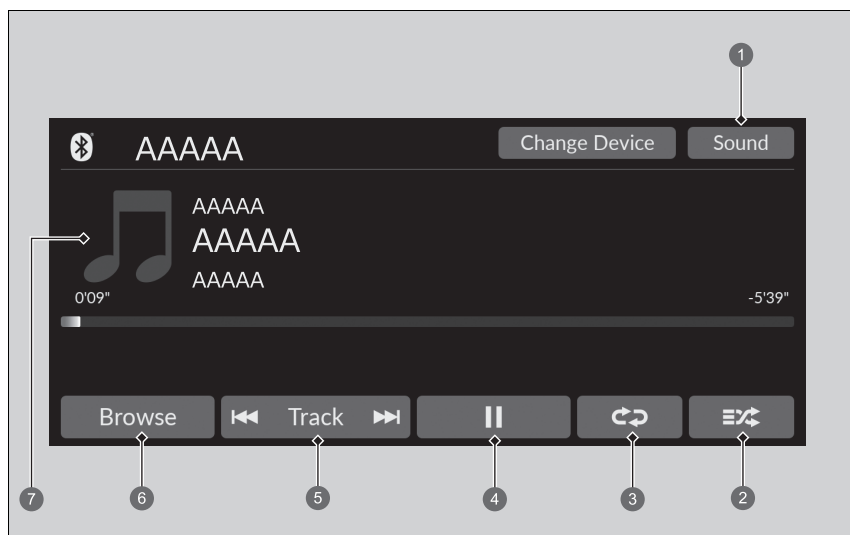 1
AAAAA Change Device Sound
AAAAA
AAAAA
AAAAA
0'09" -5'39"
Browse Track
7 6 5 4 3 2